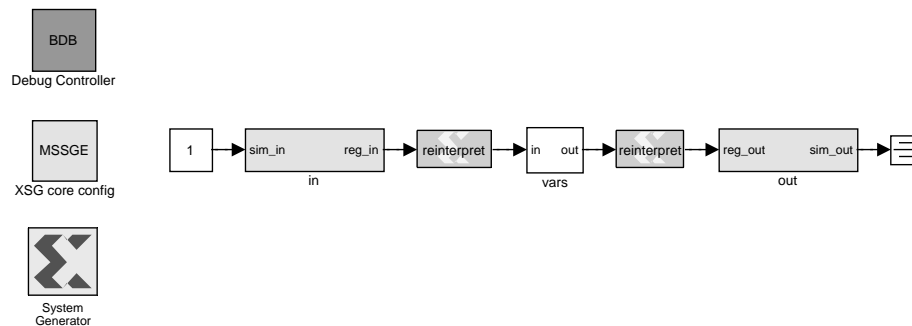 BDB
Debug Controller
MSSGE
XSG core config
System
Generator
1
sim_in reg_in
in
reinterpret
in out
vars
reinterpret
reg_out sim_out
out